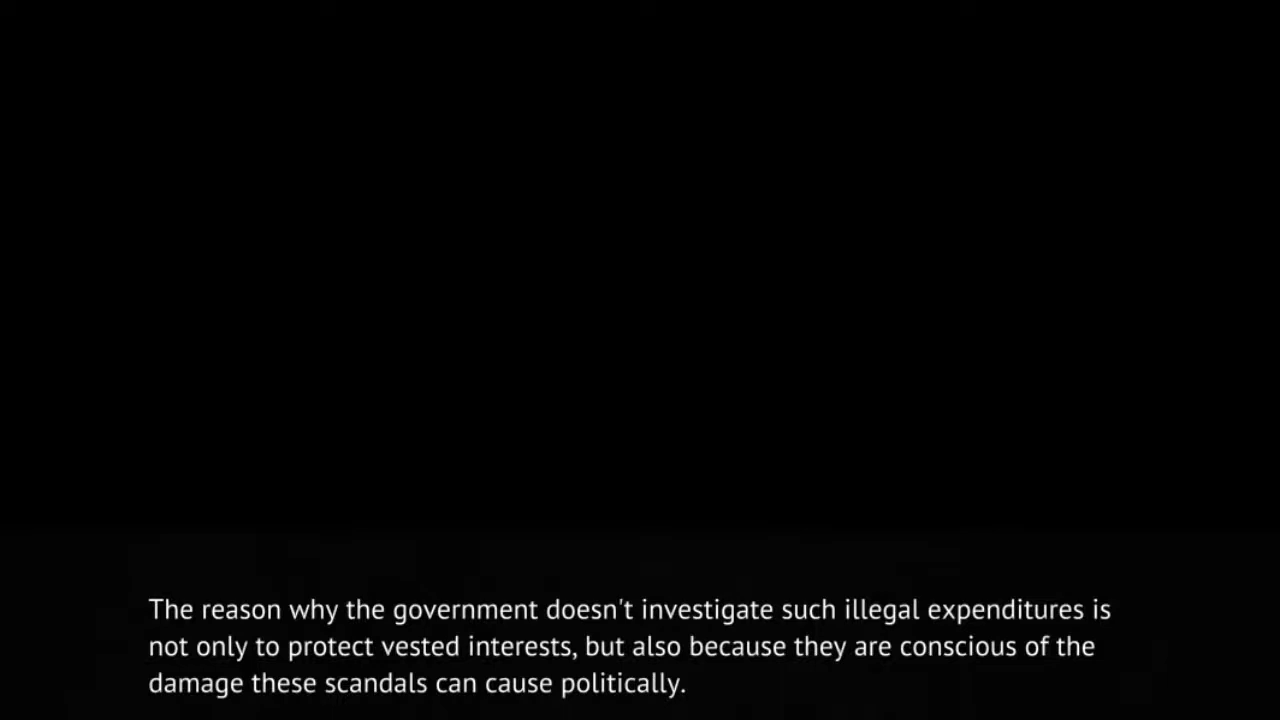 The reason why the government doesn't investigate such illegal expenditures is
not only to protect vested interests, but also because they are conscious of the
damage these scandals can cause politically.